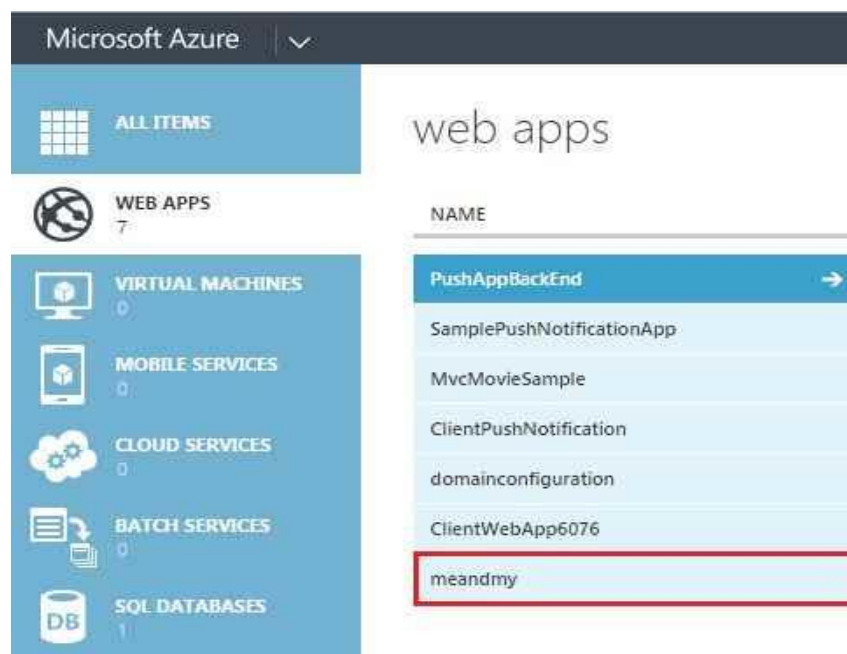 Microsoft Azure
ALL ITEMS
WEB APPS
7
VIRTUAL MACHINES
0
MOBILE SERVICES
0
CLOUD SERVICES
0
BATCH SERVICES
0
SQL DATABASES
1
DB
web apps
NAME
PushAppBackEnd
SamplePushNotificationApp
MvcMovieSample
ClientPushNotification
domainconfiguration
ClientWebApp6076
meandmy